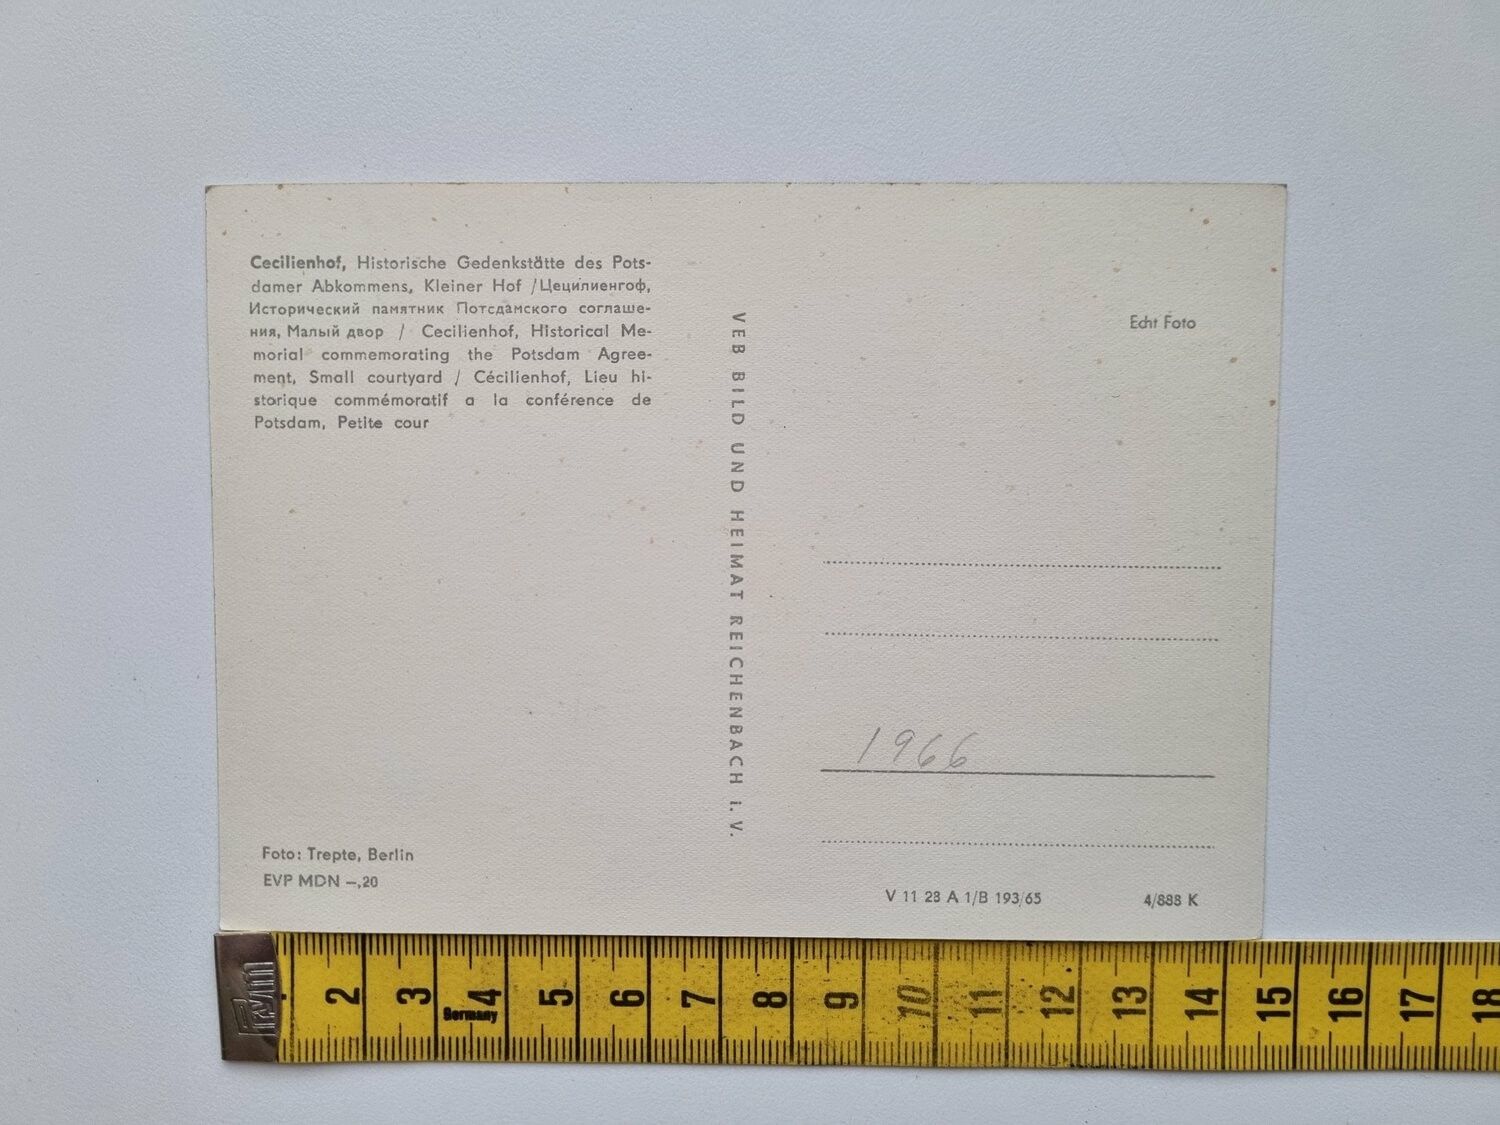 Cecilienhof, Historische Gedenkstätte des Pots-
damer Abkommens, Kleiner Hof / Цецилиенгоф,
Исторический памятник Потсдамского соглаше-
ния, Малый двор / Cecilienhof, Historical Me-
morial commemorating the Potsdam Agree-
ment, Small courtyard / Cécilienhof, Lieu hi-
storique commémoratif a la conférence de
Potsdam, Petite cour
Foto: Trepte, Berlin
EVP MDN –,20
VEB BILD UND HEIMAT REICHENBACH i. V.
Echt Foto
1966
V 11 28 A 1/B 193/65
4/888 K
2 3 4 5 6 7 8 9 10 11 12 13 14 15 16 17 18
Germany